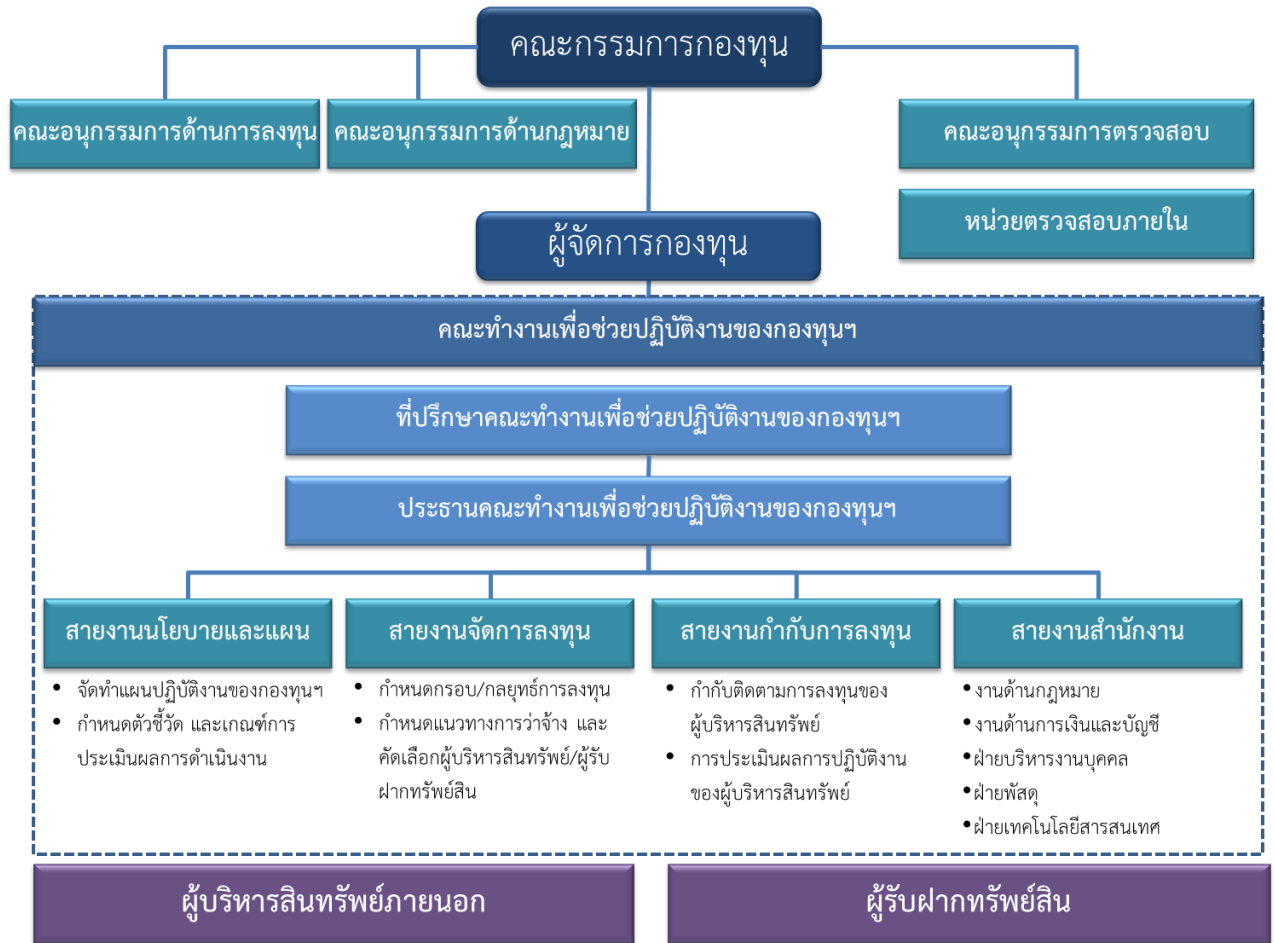 คณะกรรมการกองทุน
คณะอนุกรรมการด้านการลงทุน
คณะอนุกรรมการด้านกฎหมาย
คณะอนุกรรมการตรวจสอบ
หน่วยตรวจสอบภายใน
ผู้จัดการกองทุน
คณะทำงานเพื่อช่วยปฏิบัติงานของกองทุนฯ
ที่ปรึกษาคณะทำงานเพื่อช่วยปฏิบัติงานของกองทุนฯ
ประธานคณะทำงานเพื่อช่วยปฏิบัติงานของกองทุนฯ
สายงานนโยบายและแผน
• จัดทำแผนปฏิบัติงานของกองทุนฯ
• กำหนดตัวชี้วัด และเกณฑ์การ
ประเมินผลการดำเนินงาน
สายงานจัดการลงทุน
• กำหนดกรอบ/กลยุทธ์การลงทุน
• กำหนดแนวทางการว่าจ้าง และ
คัดเลือกผู้บริหารสินทรัพย์/ผู้รับ
ฝากทรัพย์สิน
สายงานกำกับการลงทุน
• กำกับติดตามการลงทุนของ
ผู้บริหารสินทรัพย์
• การประเมินผลการปฏิบัติงาน
ของผู้บริหารสินทรัพย์
สายงานสำนักงาน
• งานด้านกฎหมาย
• งานด้านการเงินและบัญชี
• ฝ่ายบริหารงานบุคคล
• ฝ่ายพัสดุ
• ฝ่ายเทคโนโลยีสารสนเทศ
ผู้บริหารสินทรัพย์ภายนอก
ผู้รับฝากทรัพย์สิน